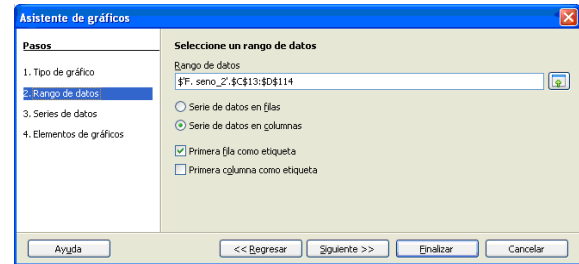 Asistente de gráficos
Pasos
1. Tipo de gráfico
2. Rango de datos
3. Series de datos
4. Elementos de gráficos
Seleccione un rango de datos
Rango de datos
$'F. seno_2'.$C$13:$D$114
Serie de datos en filas
Serie de datos en columnas
Primera fila como etiqueta
Primera columna como etiqueta
Ayuda
<< Regresar
Siguiente >>
Finalizar
Cancelar